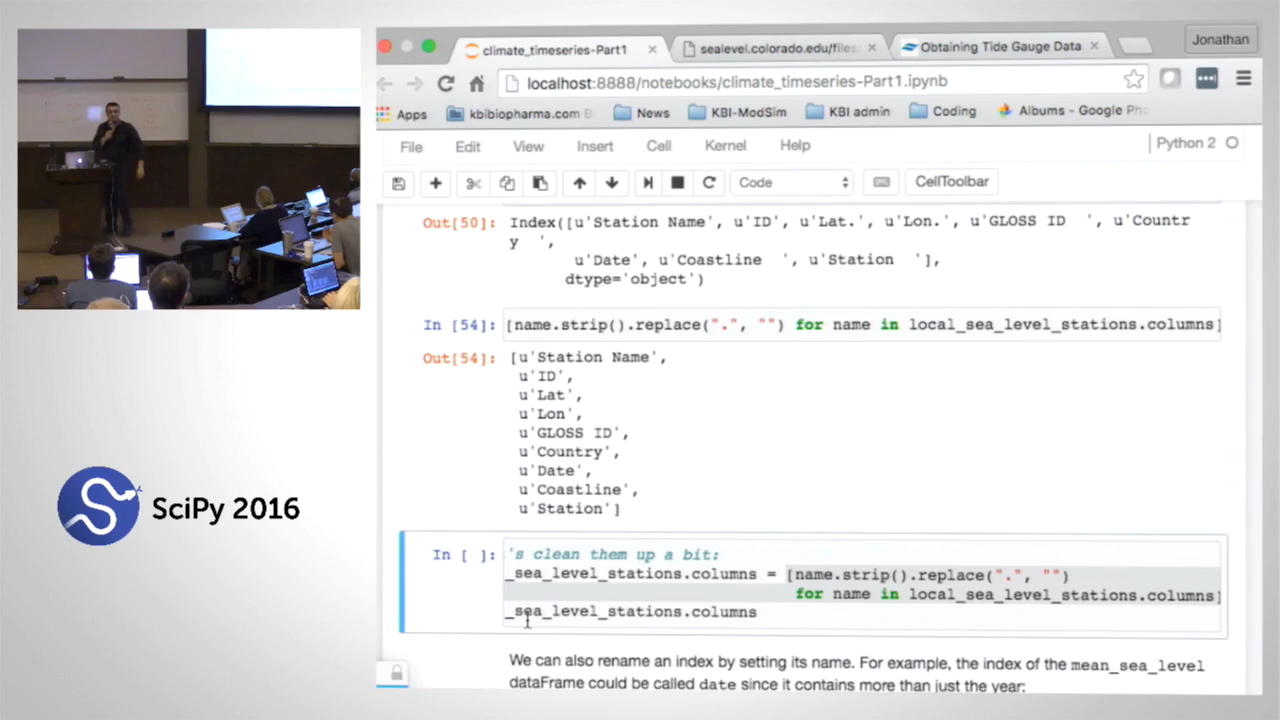 climate_timeseries-Part1
sealevel.colorado.edu/files
Obtaining Tide Gauge Data
Jonathan
localhost:8888/notebooks/climate_timeseries-Part1.ipynb
Apps
kbibiopharma.com
News
KBI-ModSim
KBI admin
Coding
Albums - Google Pho
File Edit View Insert Cell Kernel Help
Python 2
Code
CellToolbar
Out[50]: Index([u'Station Name', u'ID', u'Lat.', u'Lon.', u'GLOSS ID  ', u'Countr
y  ',
u'Date', u'Coastline  ', u'Station  '],
dtype='object')
In [54]: [name.strip().replace(".", "") for name in local_sea_level_stations.columns]
Out[54]: [u'Station Name',
u'ID',
u'Lat',
u'Lon',
u'GLOSS ID',
u'Country',
u'Date',
u'Coastline',
u'Station']
In [ ]: 's clean them up a bit:
_sea_level_stations.columns = [name.strip().replace(".", "")
for name in local_sea_level_stations.columns]
_sea_level_stations.columns
We can also rename an index by setting its name. For example, the index of the mean_sea_level
dataFrame could be called date since it contains more than just the year:
SciPy 2016